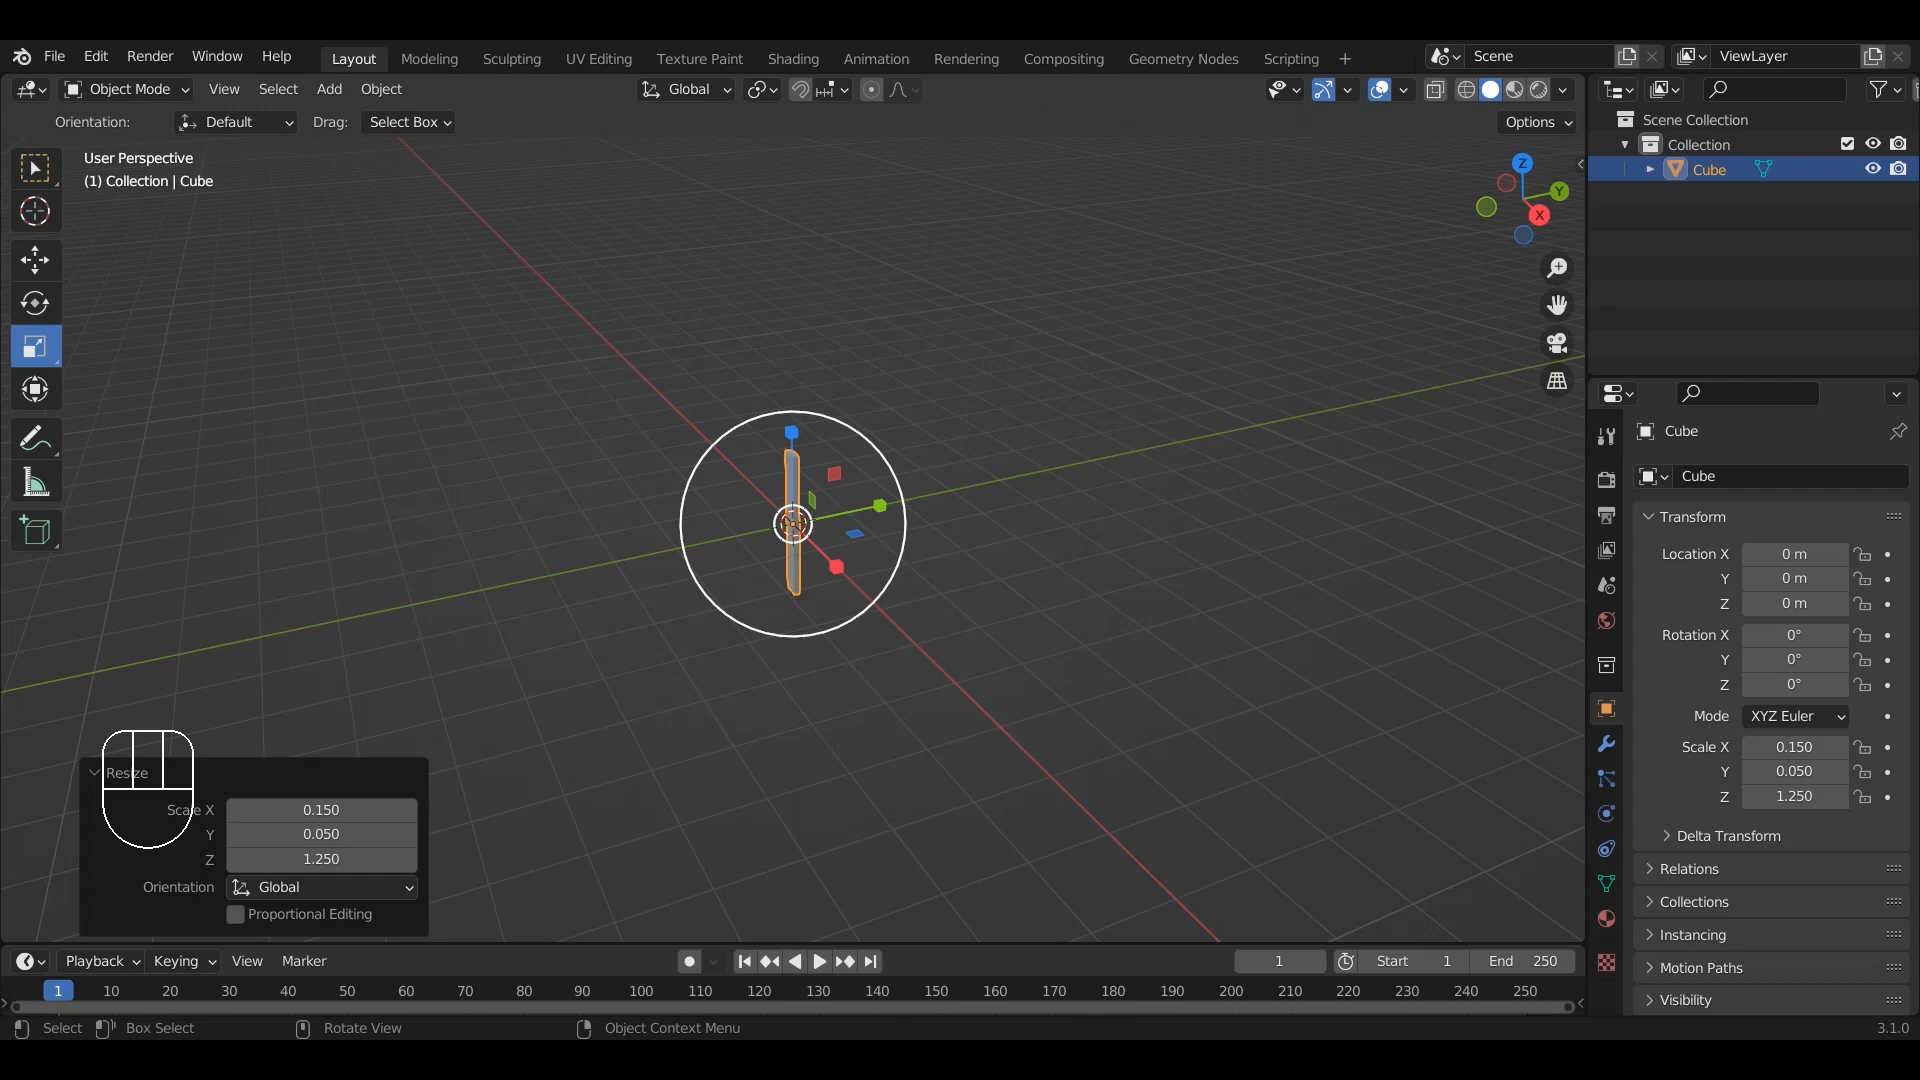 File Edit Render Window Help Layout Modeling Sculpting UV Editing Texture Paint Shading Animation Rendering Compositing Geometry Nodes Scripting + Scene ViewLayer
Object Mode View Select Add Object Global
Orientation: Default Drag: Select Box Options
User Perspective
(1) Collection | Cube
Z
Y
X
Scene Collection
Collection
Cube
Cube
Cube
Transform
Location X 0 m
Y 0 m
Z 0 m
Rotation X 0°
Y 0°
Z 0°
Mode XYZ Euler
Scale X 0.150
Y 0.050
Z 1.250
Delta Transform
Relations
Collections
Instancing
Motion Paths
Visibility
Resize
Scale X 0.150
Y 0.050
Z 1.250
Orientation Global
Proportional Editing
Playback Keying View Marker 1 Start 1 End 250
1 10 20 30 40 50 60 70 80 90 100 110 120 130 140 150 160 170 180 190 200 210 220 230 240 250
Select Box Select Rotate View Object Context Menu 3.1.0